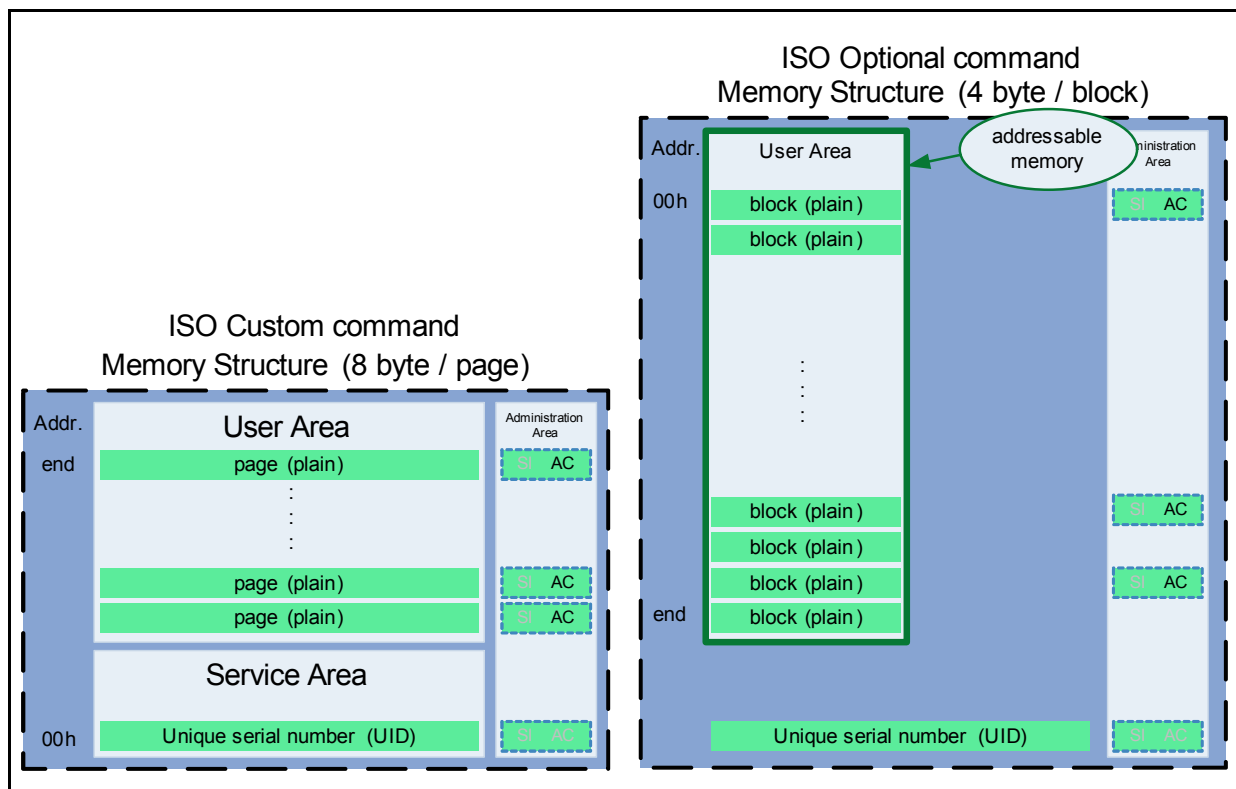 ISO Optional command
Memory Structure (4 byte / block)
Addr.
User Area
addressable
memory
ministration
Area
00h
block (plain)
SI AC
block (plain)
:
:
block (plain)
SI AC
block (plain)
block (plain)
SI AC
end
block (plain)
Unique serial number (UID)
SI AC
ISO Custom command
Memory Structure (8 byte / page)
Addr.
User Area
Administration
Area
end
page (plain)
SI AC
:
:
page (plain)
SI AC
page (plain)
SI AC
Service Area
00h
Unique serial number (UID)
SI AC